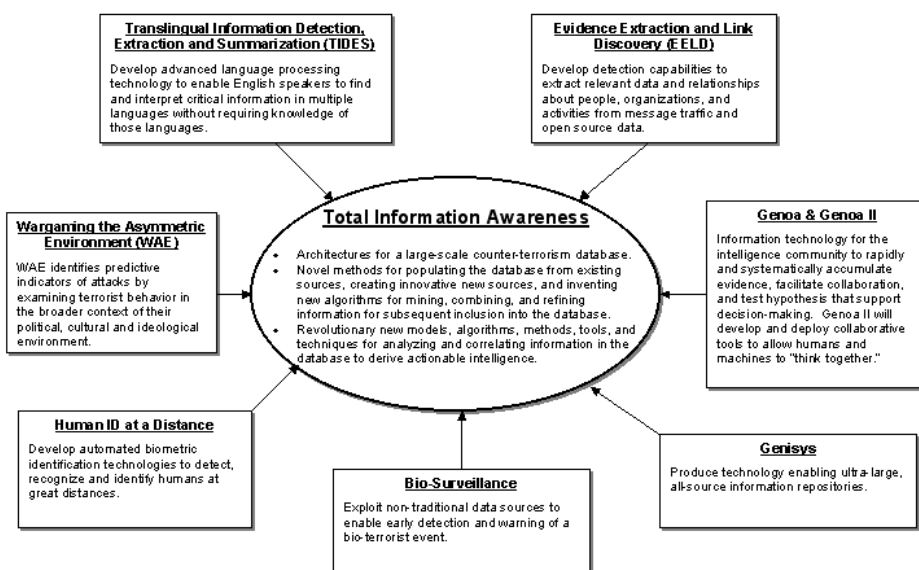 Translingual Information Detection,
Extraction and Summarization (TIDES)
Develop advanced language processing
technology to enable English speakers to find
and interpret critical information in multiple
languages without requiring knowledge of
those languages.
Evidence Extraction and Link
Discovery (EELD)
Develop detection capabilities to
extract relevant data and relationships
about people, organizations, and
activities from message traffic and
open source data.
Wargaming the Asymmetric
Environment (WAE)
WAE identifies predictive
indicators of attacks by
examining terrorist behavior in
the broader context of their
political, cultural and ideological
environment.
Total Information Awareness
• Architectures for a large-scale counter-terrorism database.
• Novel methods for populating the database from existing
sources, creating innovative new sources, and inventing
new algorithms for mining, combining, and refining
information for subsequent inclusion into the database.
• Revolutionary new models, algorithms, methods, tools, and
techniques for analyzing and correlating information in the
database to derive actionable intelligence.
Genoa & Genoa II
Information technology for the
intelligence community to rapidly
and systematically accumulate
evidence, facilitate collaboration,
and test hypothesis that support
decision-making. Genoa II will
develop and deploy collaborative
tools to allow humans and
machines to "think together."
Human ID at a Distance
Develop automated biometric
identification technologies to detect,
recognize and identify humans at
great distances.
Bio-Surveillance
Exploit non-traditional data sources to
enable early detection and warning of a
bio-terrorist event.
Genisys
Produce technology enabling ultra-large,
all-source information repositories.